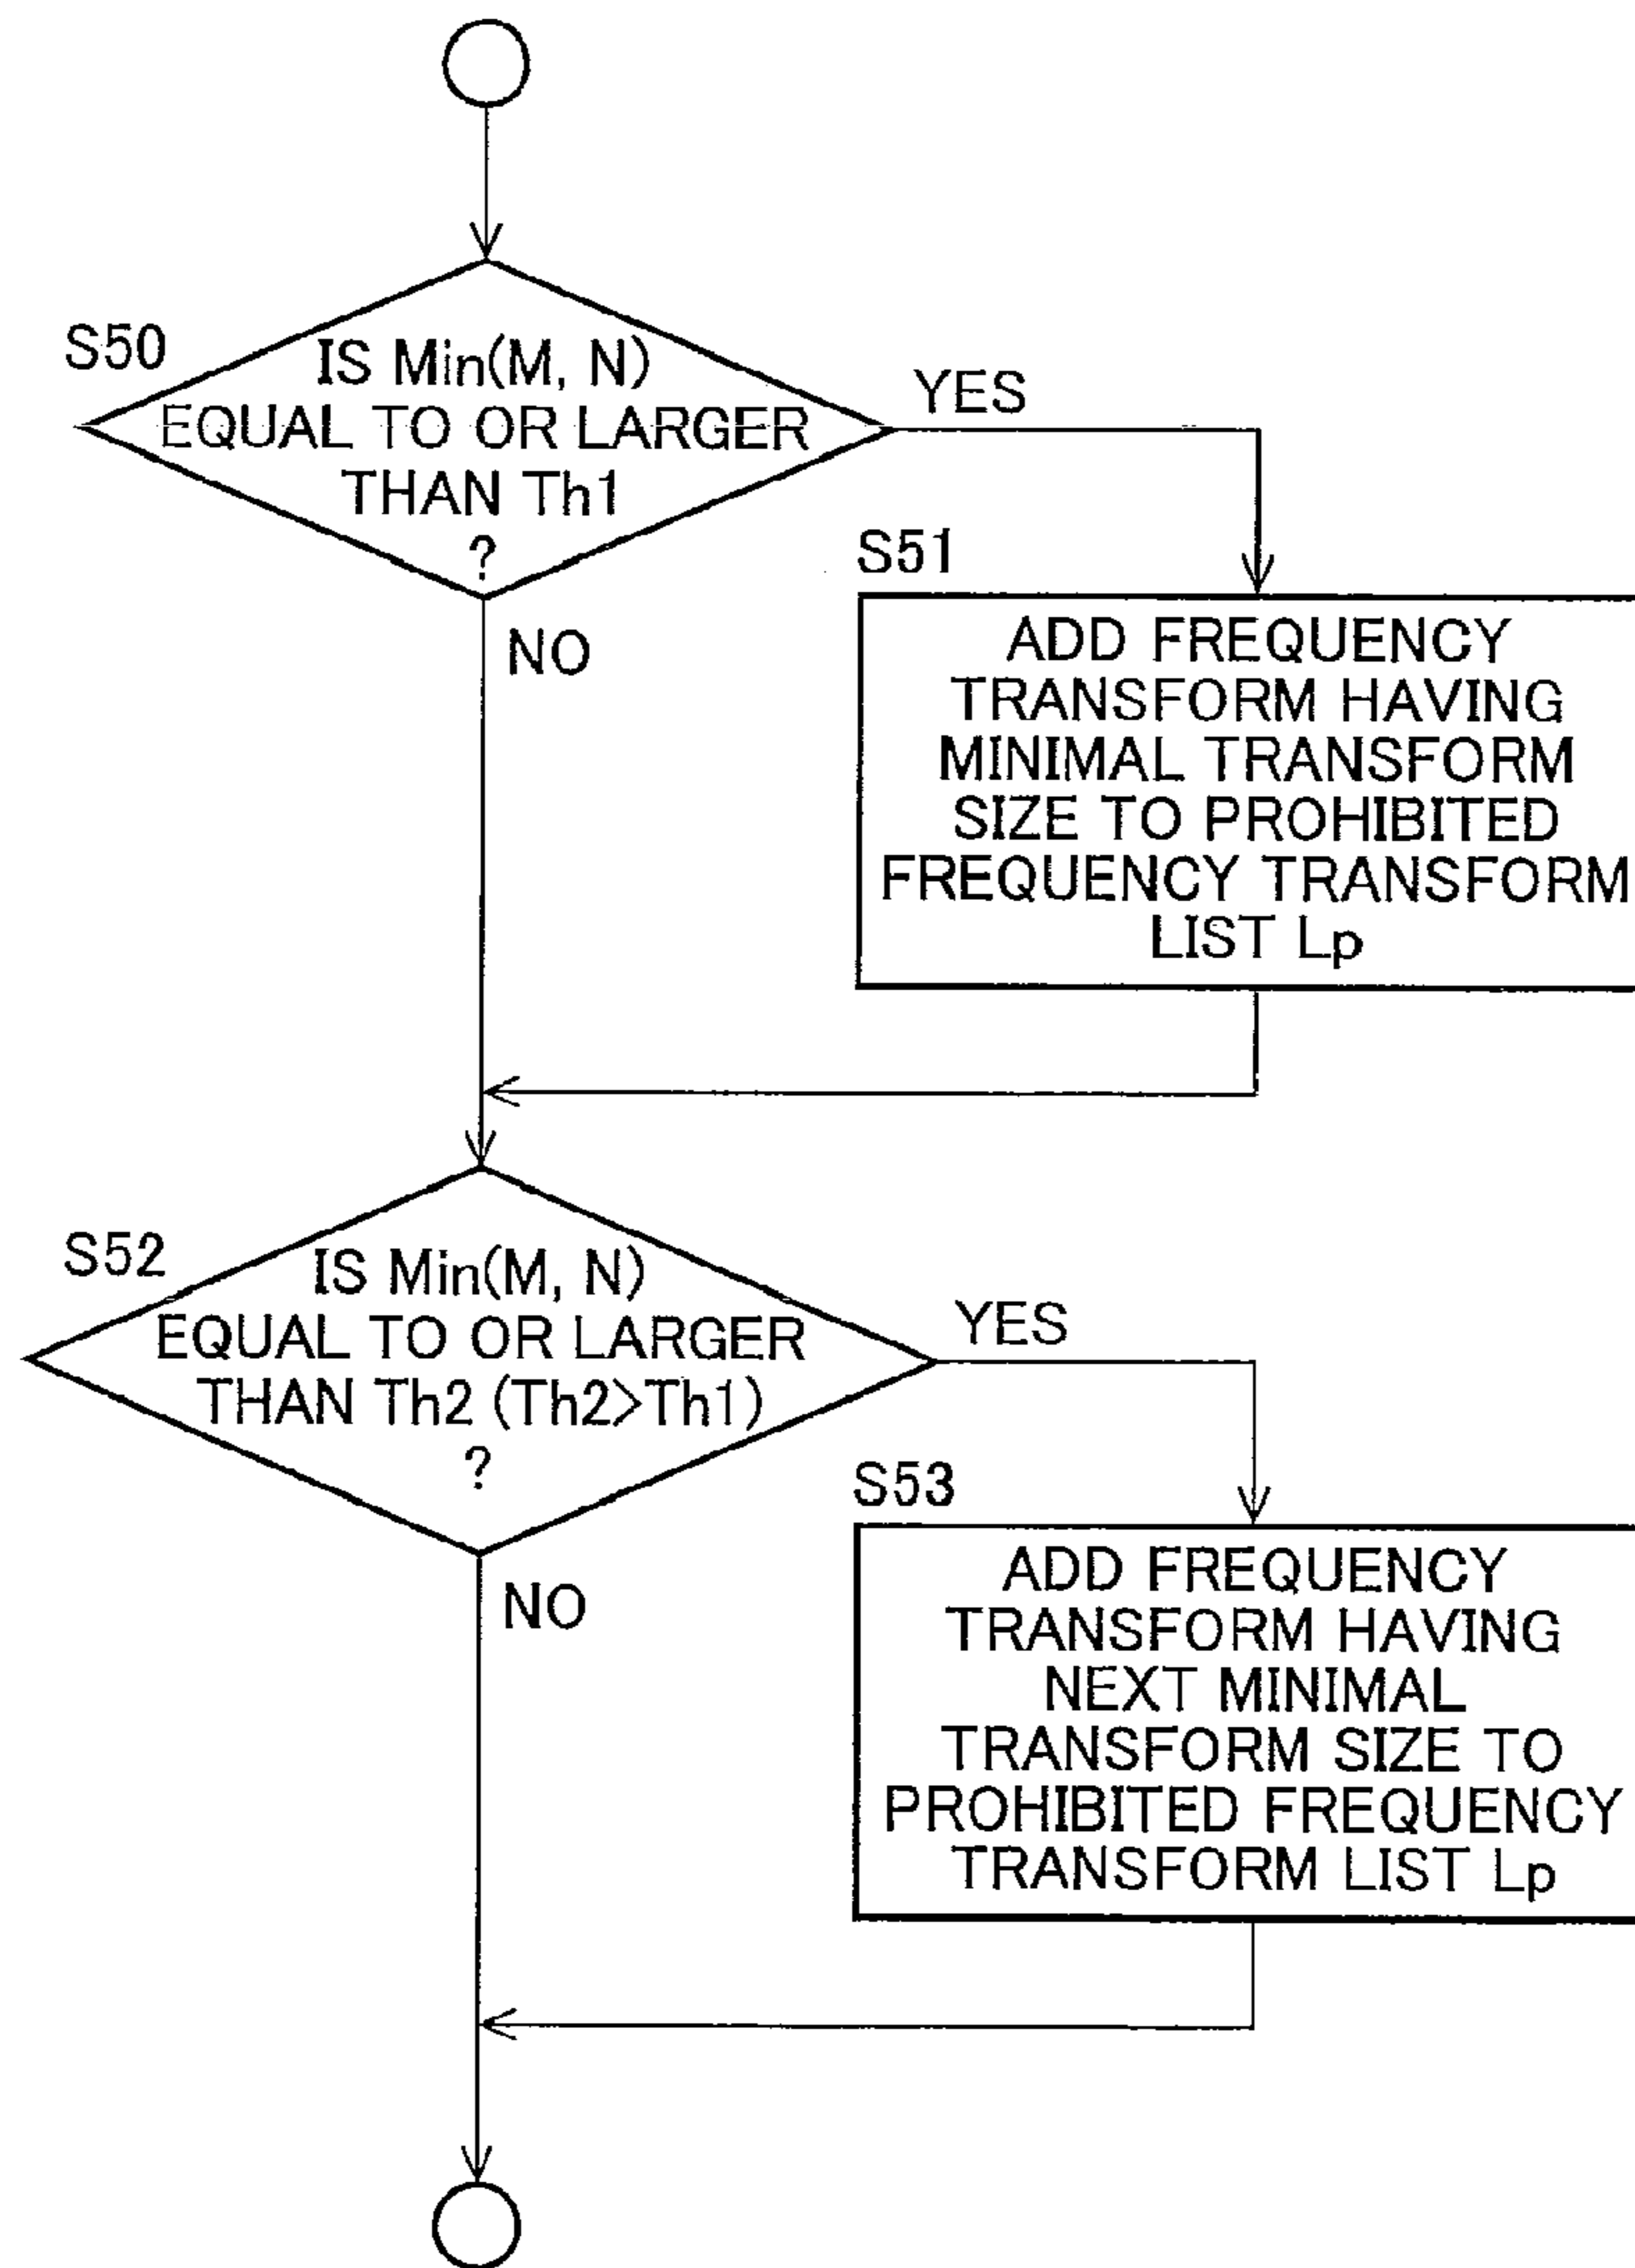 S50
IS Min(M, N)
EQUAL TO OR LARGER
THAN Th1
?
YES
NO
S51
ADD FREQUENCY
TRANSFORM HAVING
MINIMAL TRANSFORM
SIZE TO PROHIBITED
FREQUENCY TRANSFORM
LIST Lp
S52
IS Min(M, N)
EQUAL TO OR LARGER
THAN Th2 (Th2>Th1)
?
YES
NO
S53
ADD FREQUENCY
TRANSFORM HAVING
NEXT MINIMAL
TRANSFORM SIZE TO
PROHIBITED FREQUENCY
TRANSFORM LIST Lp